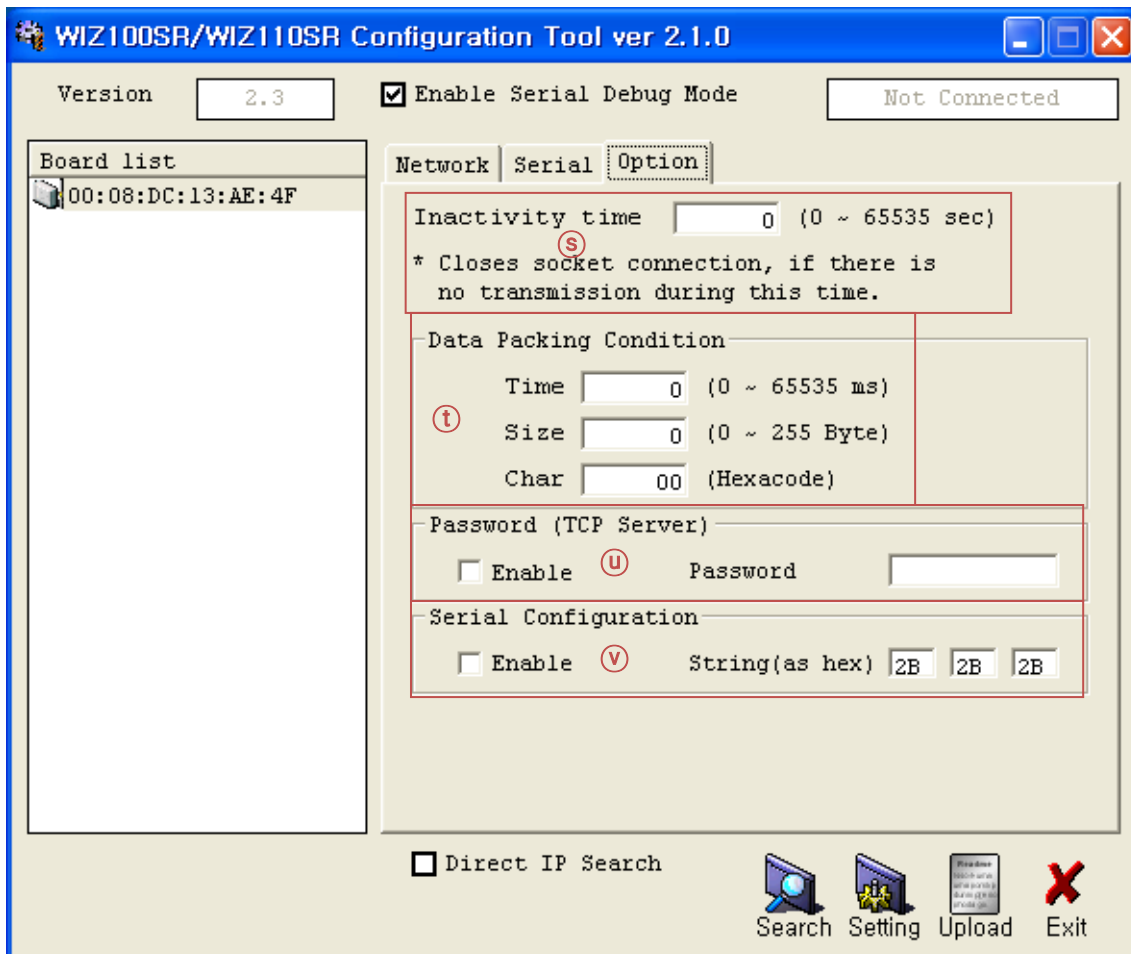 WIZ100SR/WIZ110SR Configuration Tool ver 2.1.0
Version 2.3 Enable Serial Debug Mode Not Connected
Board list
00:08:DC:13:AE:4F
Network Serial Option
Inactivity time 0 (0 ~ 65535 sec)
ⓢ
* Closes socket connection, if there is
no transmission during this time.
Data Packing Condition
Time 0 (0 ~ 65535 ms)
ⓣ
Size 0 (0 ~ 255 Byte)
Char 00 (Hexacode)
Password (TCP Server)
Enable ⓤ Password
Serial Configuration
Enable ⓥ String(as hex) 2B 2B 2B
Direct IP Search
Readme
Search Setting Upload Exit